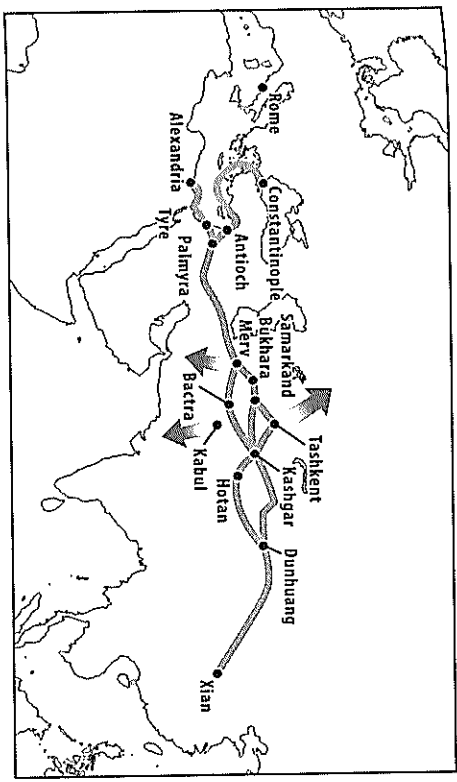 Rome
Constantinople
Alexandria
Tyre
Antioch
Palmyra
Samarkand
Bukhara
Merv
Bactra
Kabul
Tashkent
Kashgar
Hotan
Dunhuang
Xian